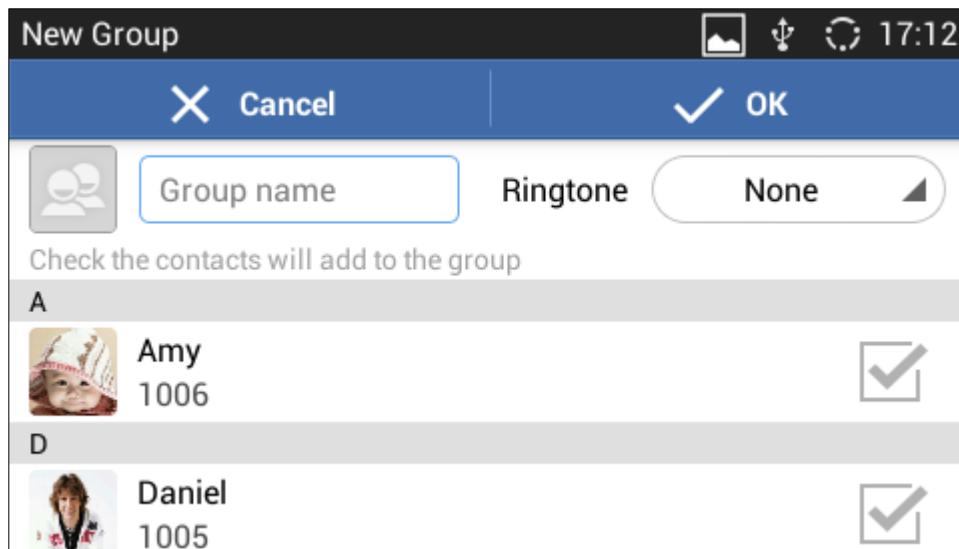 New Group 17:12
Cancel OK
Group name Ringtone None
Check the contacts will add to the group
A
Amy
1006
D
Daniel
1005